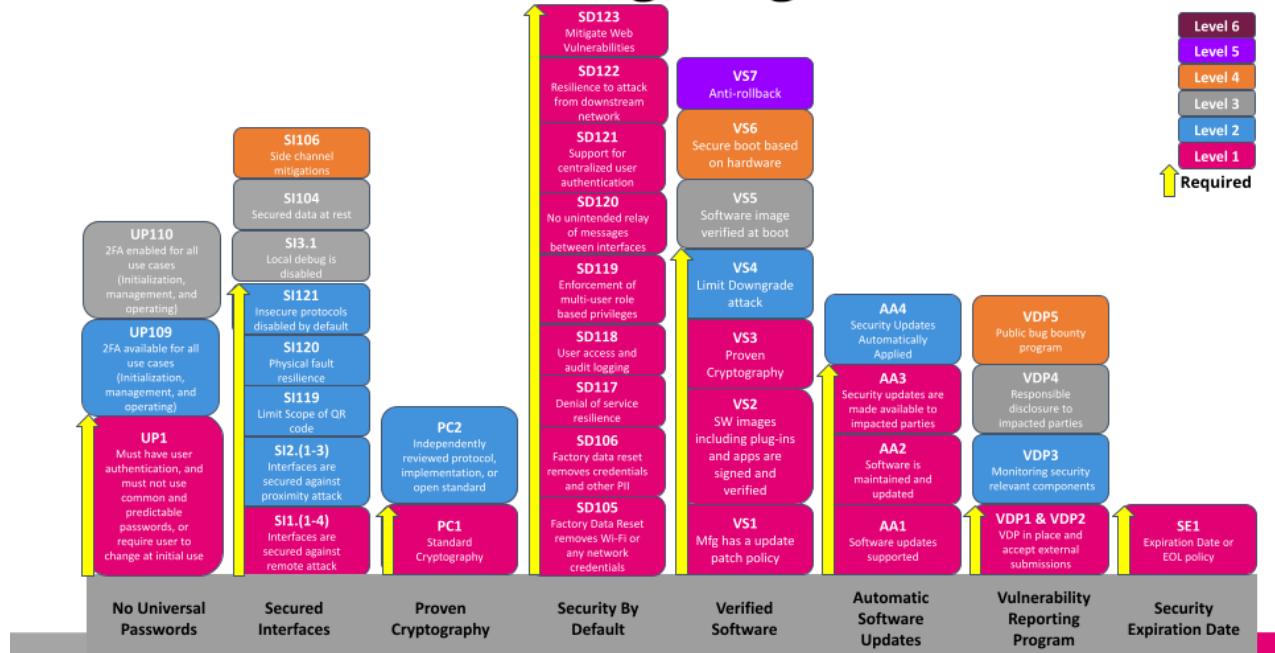 SD123
Mitigate Web
Vulnerabilities
SD122
Resilience to attack
from downstream
network
SD121
Support for
centralized user
authentication
SD120
No unintended relay
of messages
between interfaces
SD119
Enforcement of
multi-user role
based privileges
SD118
User access and
audit logging
SD117
Denial of service
resilience
SD106
Factory data reset
removes credentials
and other PII
SD105
Factory Data Reset
removes Wi-Fi or
any network
credentials
VS7
Anti-rollback
VS6
Secure boot based
on hardware
VS5
Software image
verified at boot
VS4
Limit Downgrade
attack
VS3
Proven
Cryptography
VS2
SW images
including plug-ins
and apps are
signed and
verified
VS1
Mfg has a update
patch policy
Level 6
Level 5
Level 4
Level 3
Level 2
Level 1
Required
SI106
Side channel
mitigations
SI104
Secured data at rest
SI3.1
Local debug is
disabled
SI121
Insecure protocols
disabled by default
SI120
Physical fault
resilience
SI119
Limit Scope of QR
code
SI2.(1-3)
Interfaces are
secured against
proximity attack
SI1.(1-4)
Interfaces are
secured against
remote attack
UP110
2FA enabled for all
use cases
(Initialization,
management, and
operating)
UP109
2FA available for all
use cases
(Initialization,
management, and
operating)
UP1
Must have user
authentication, and
must not use
common and
predictable
passwords, or
require user to
change at initial use
PC2
Independently
reviewed protocol,
implementation, or
open standard
PC1
Standard
Cryptography
AA4
Security Updates
Automatically
Applied
AA3
Security updates are
made available to
impacted parties
AA2
Software is
maintained and
updated
AA1
Software updates
supported
VDP5
Public bug bounty
program
VDP4
Responsible
disclosure to
impacted parties
VDP3
Monitoring security
relevant components
VDP1 & VDP2
VDP in place and
accept external
submissions
SE1
Expiration Date or
EOL policy
No Universal
Passwords
Secured
Interfaces
Proven
Cryptography
Security By
Default
Verified
Software
Automatic
Software
Updates
Vulnerability
Reporting
Program
Security
Expiration Date